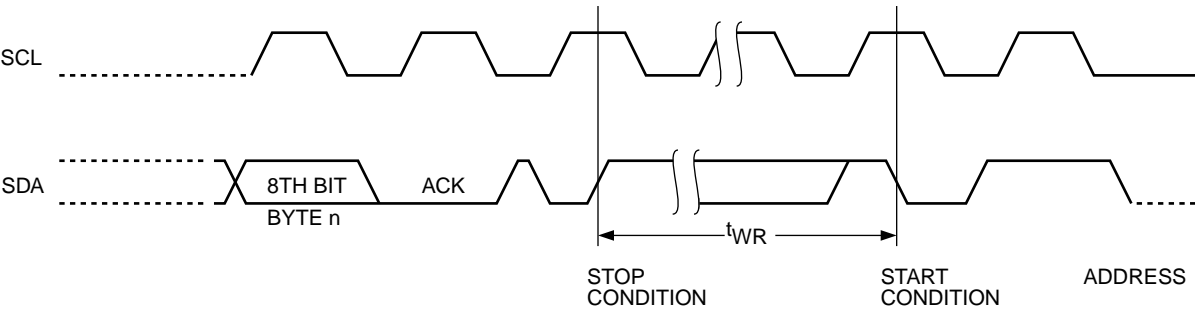 SCL
SDA
8TH BIT
ACK
BYTE n
tWR
STOP
CONDITION
START
CONDITION
ADDRESS